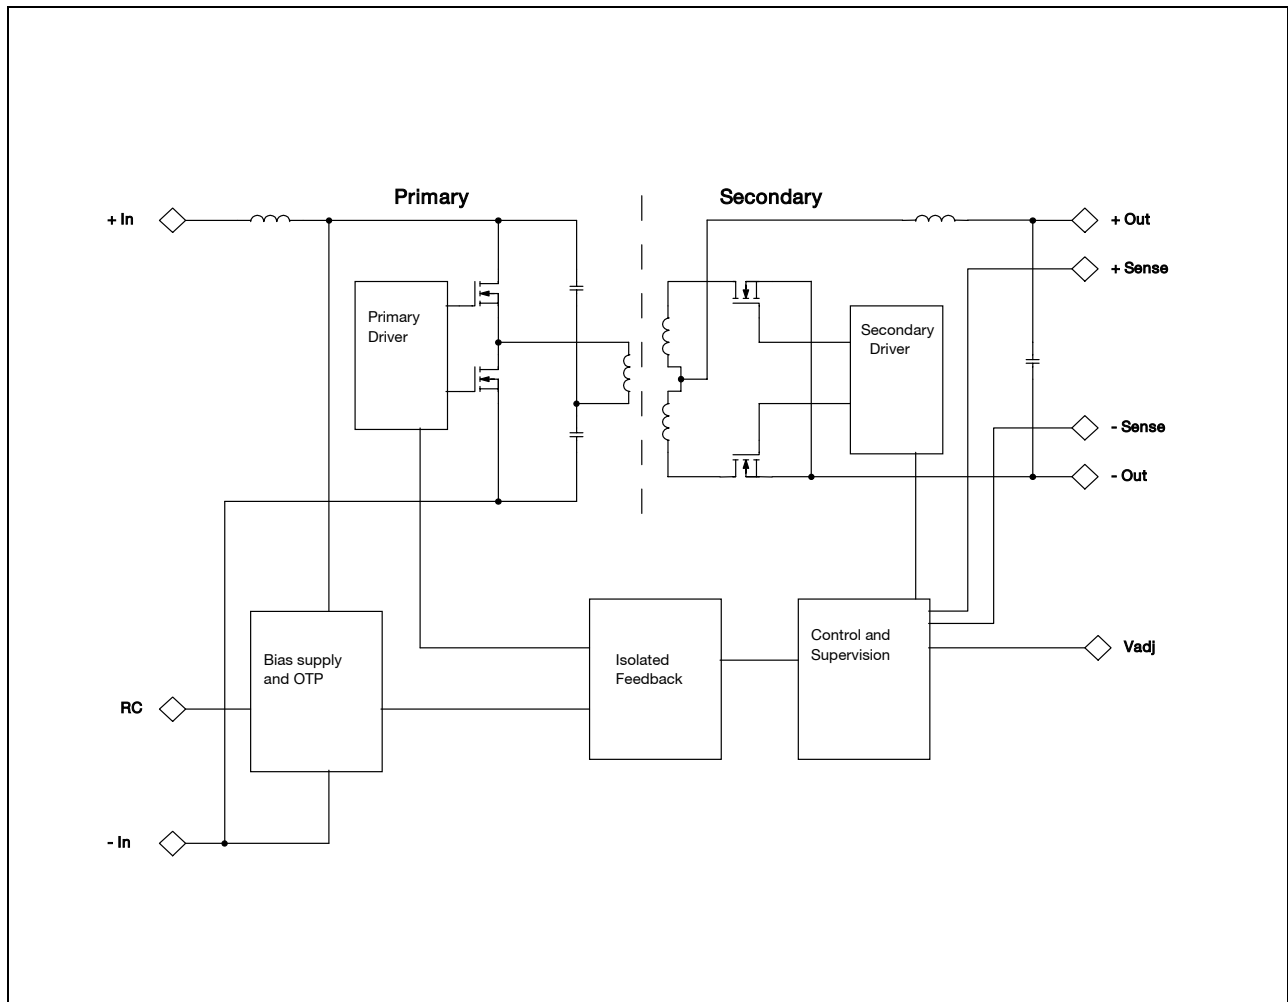 Primary
Secondary
+ In
+ Out
+ Sense
Primary
Driver
Secondary
Driver
- Sense
- Out
Bias supply
and OTP
Isolated
Feedback
Control and
Supervision
Vadj
RC
- In